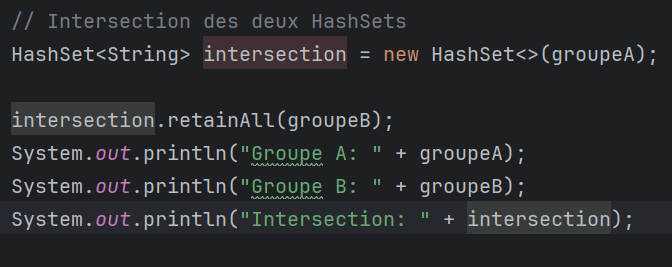 // Intersection des deux HashSets
HashSet<String> intersection = new HashSet<>(groupeA);
intersection.retainAll(groupeB);
System.out.println("Groupe A: " + groupeA);
System.out.println("Groupe B: " + groupeB);
System.out.println("Intersection: " + intersection);